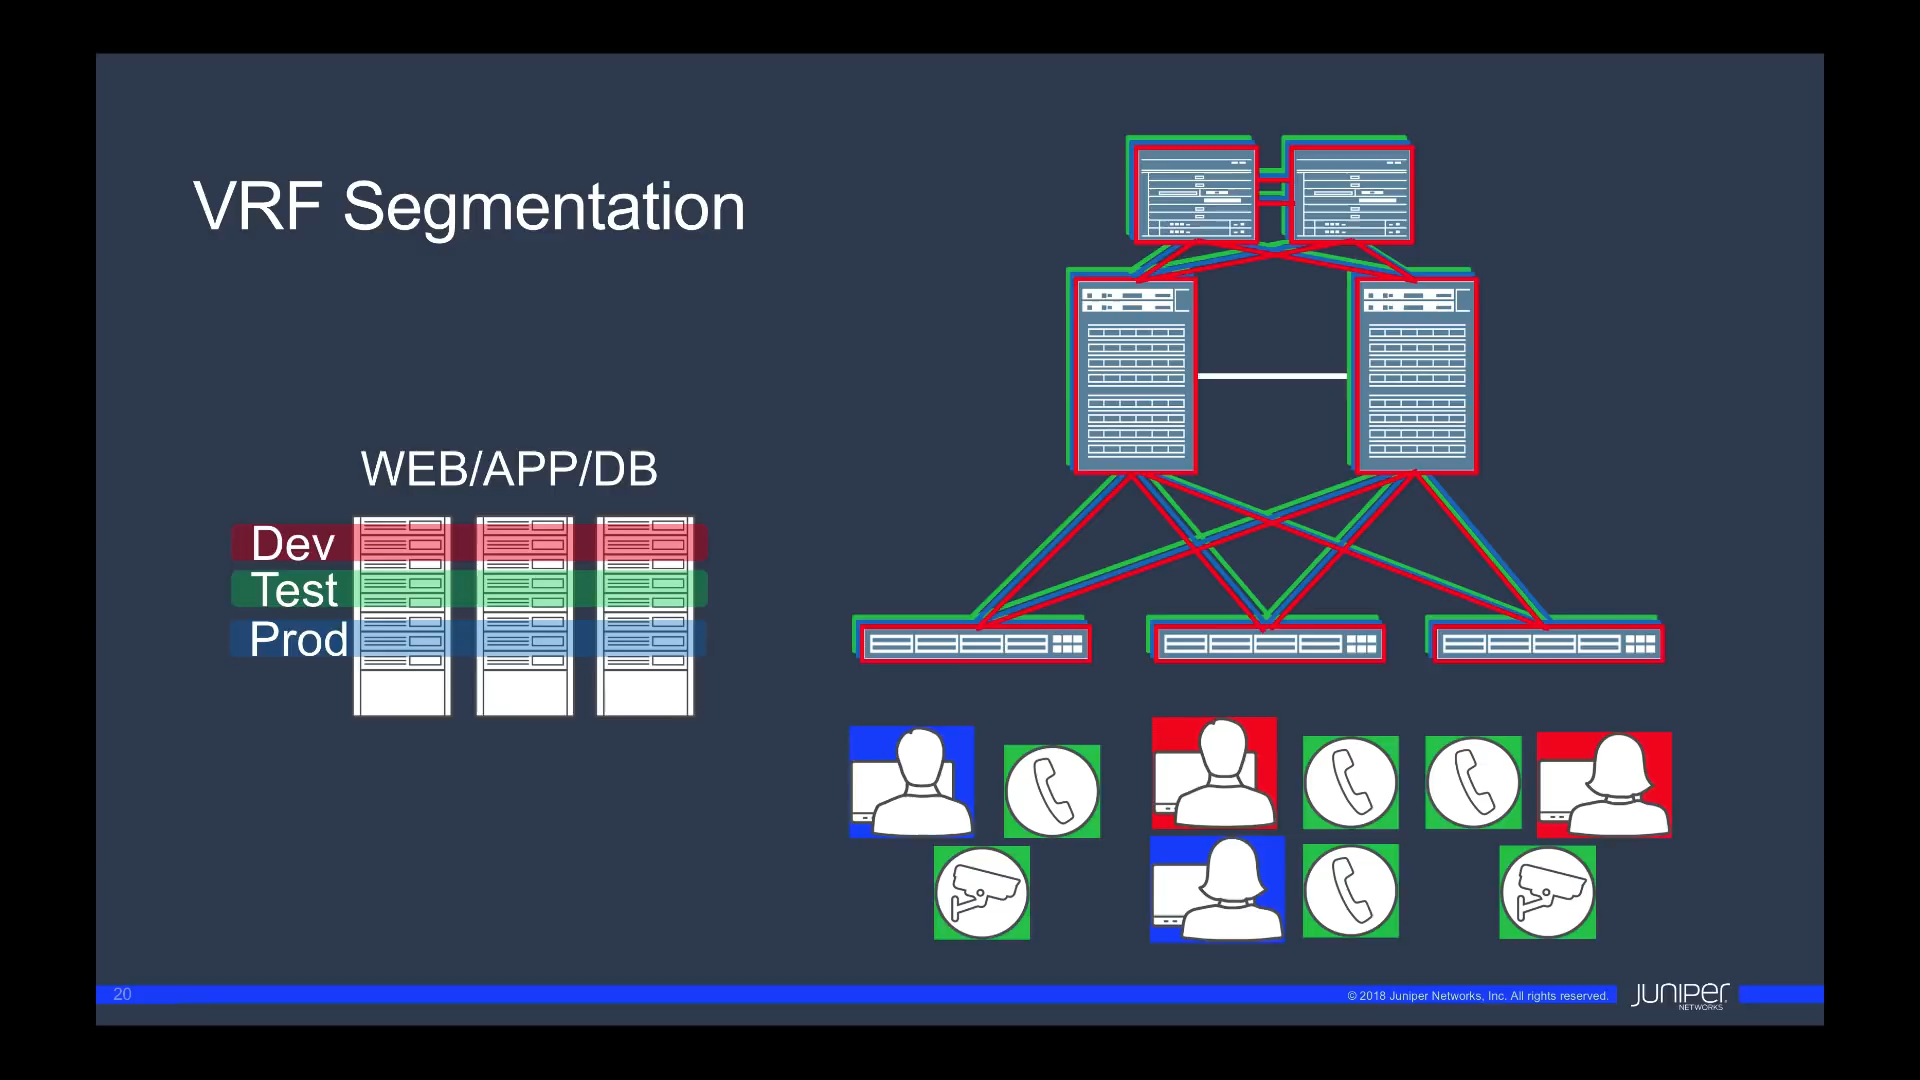 VRF Segmentation
WEB/APP/DB
Dev
Test
Prod
20
© 2018 Juniper Networks, Inc. All rights reserved.
JUNIPER
NETWORKS